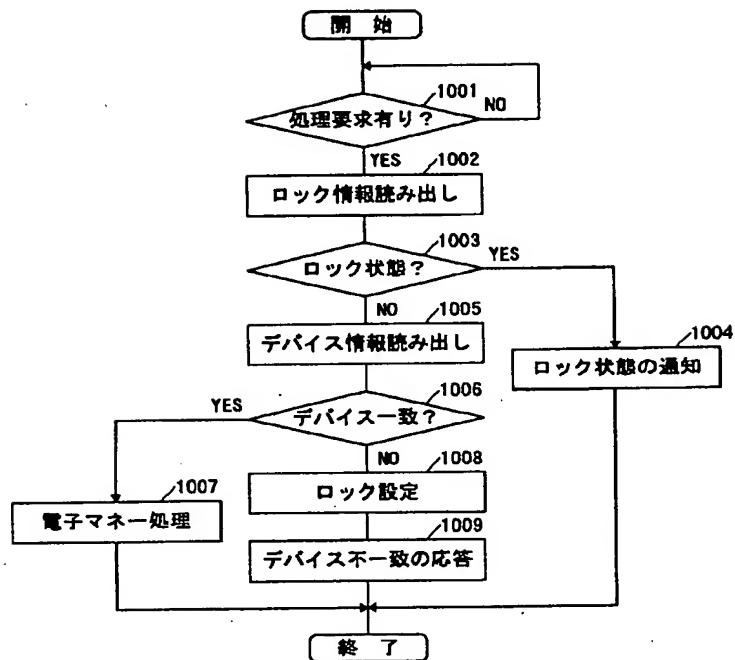 開 始
1001
処理要求有り?
NO
YES
1002
ロック情報読み出し
1003
ロック状態?
YES
NO
1005
デバイス情報読み出し
1004
ロック状態の通知
1006
YES
デバイス一致?
NO
1008
ロック設定
1007
電子マネー処理
1009
デバイス不一致の応答
終 了